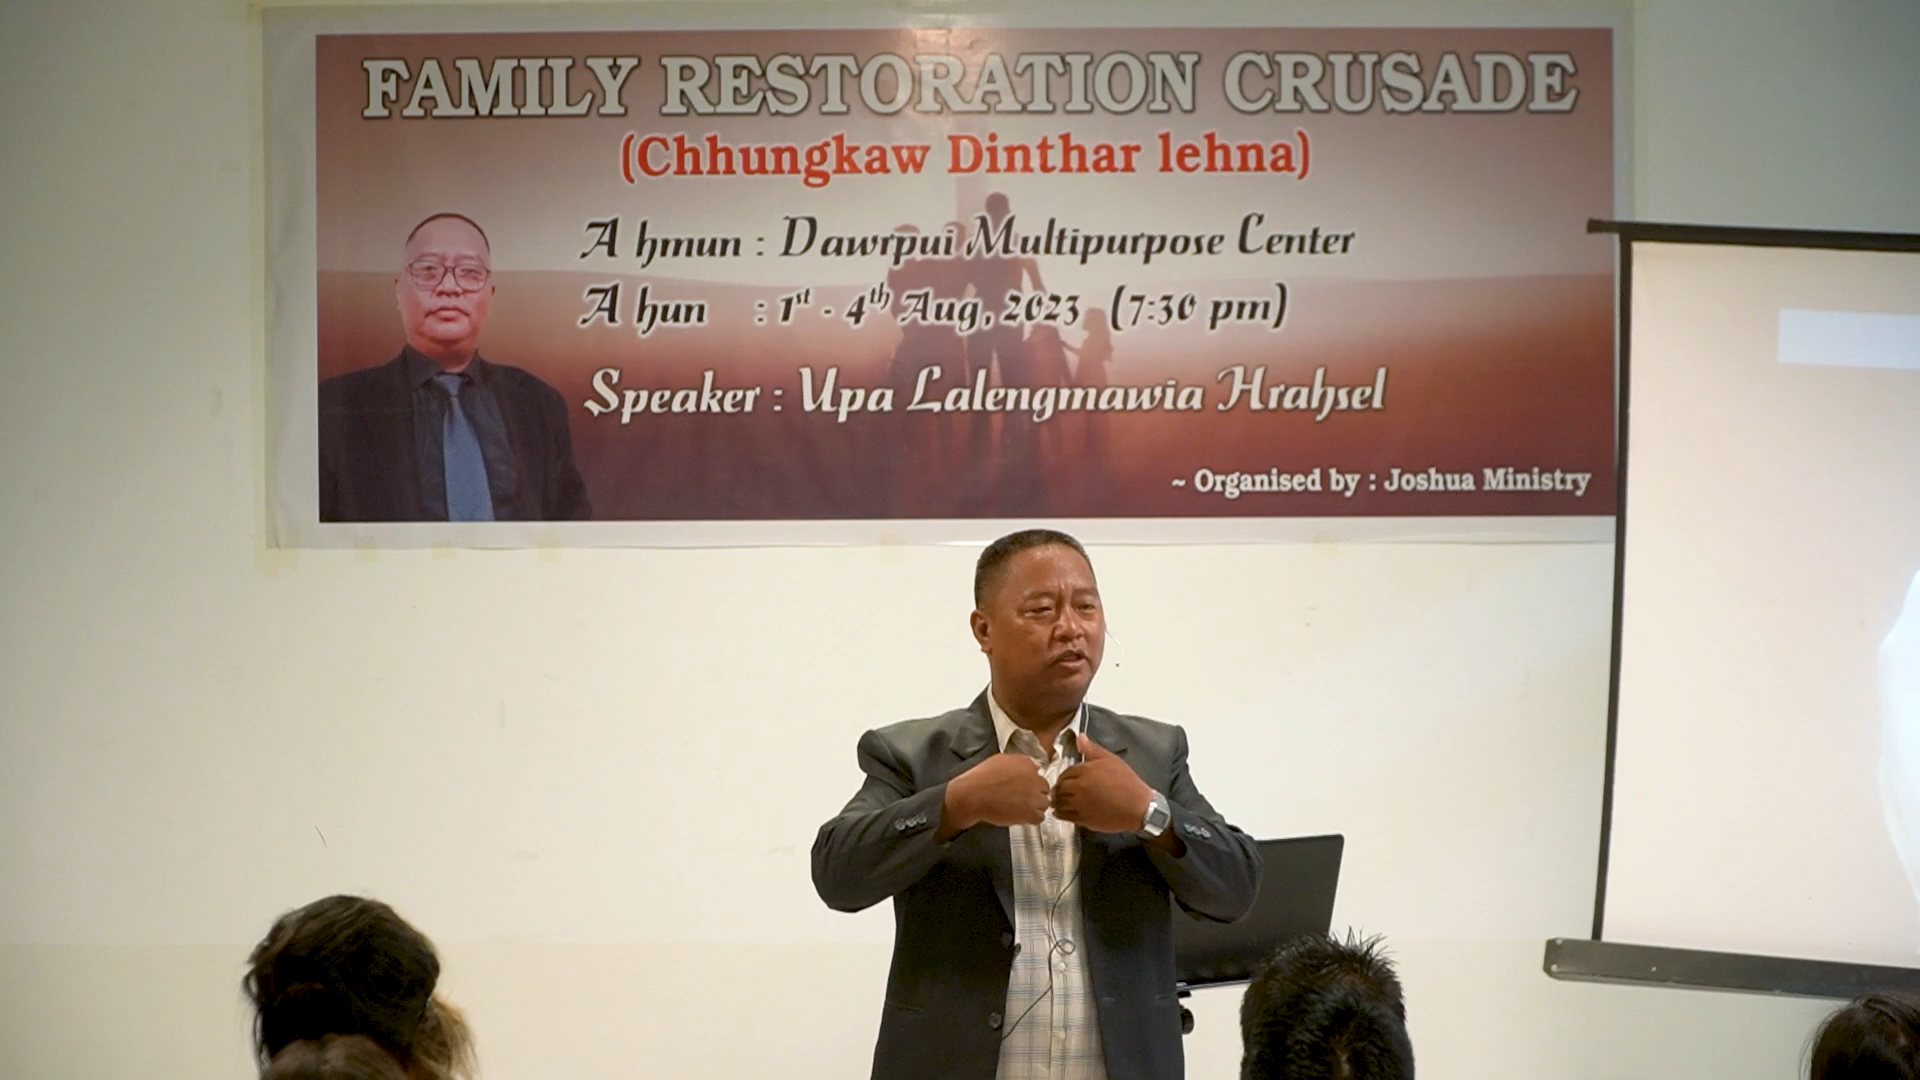 FAMILY RESTORATION CRUSADE
(Chhungkaw Dinthar lehna)
A hmun : Dawrpui Multipurpose Center
A hun : 1st - 4th Aug, 2023 (7:30 pm)
Speaker : Upa Lalengmawia Hrahsel
~ Organised by : Joshua Ministry